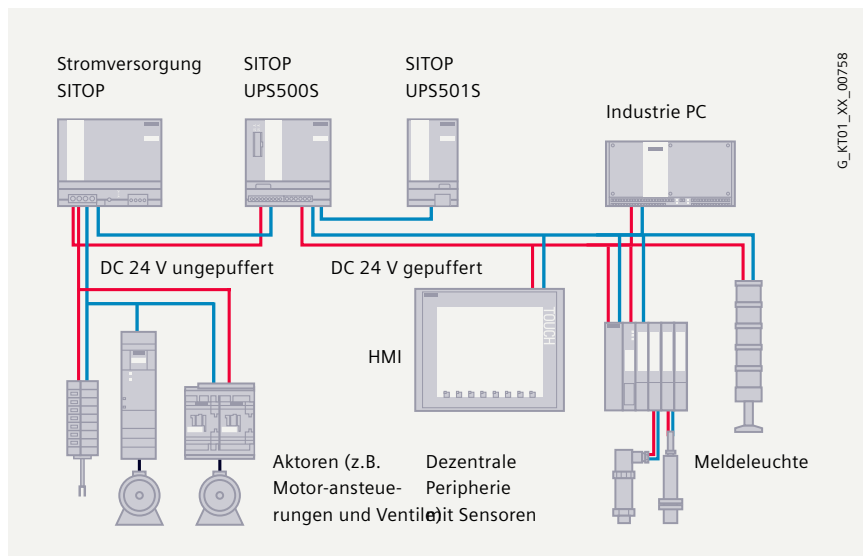 Stromversorgung
SITOP
SITOP
UPS500S
SITOP
UPS501S
Industrie PC
G_KT01_XX_00758
DC 24 V ungepuffert
DC 24 V gepuffert
TOUCH
HMI
Aktoren (z.B.
Motor-ansteue-
rungen und Ventile)
Dezentrale
Peripherie
mit Sensoren
Meldeleuchte